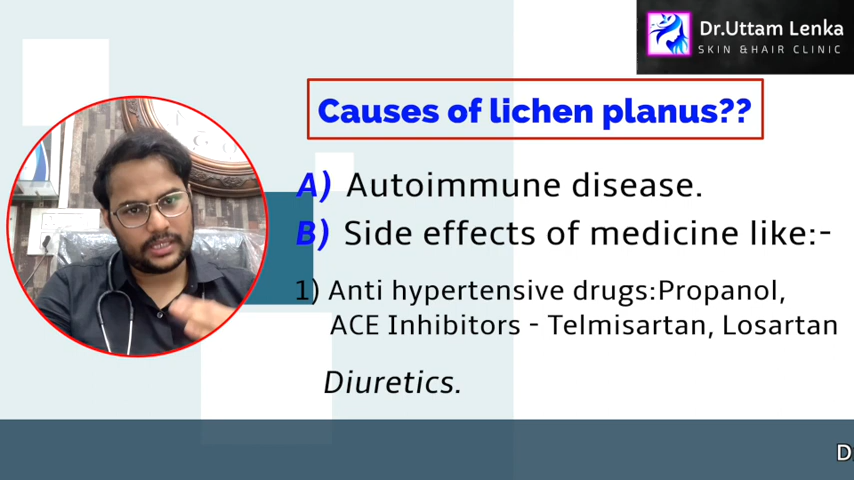 Dr.Uttam Lenka
SKIN & HAIR CLINIC
Causes of lichen planus??
A) Autoimmune disease.
B) Side effects of medicine like:-
1) Anti hypertensive drugs:Propanol,
ACE Inhibitors - Telmisartan, Losartan
Diuretics.
D